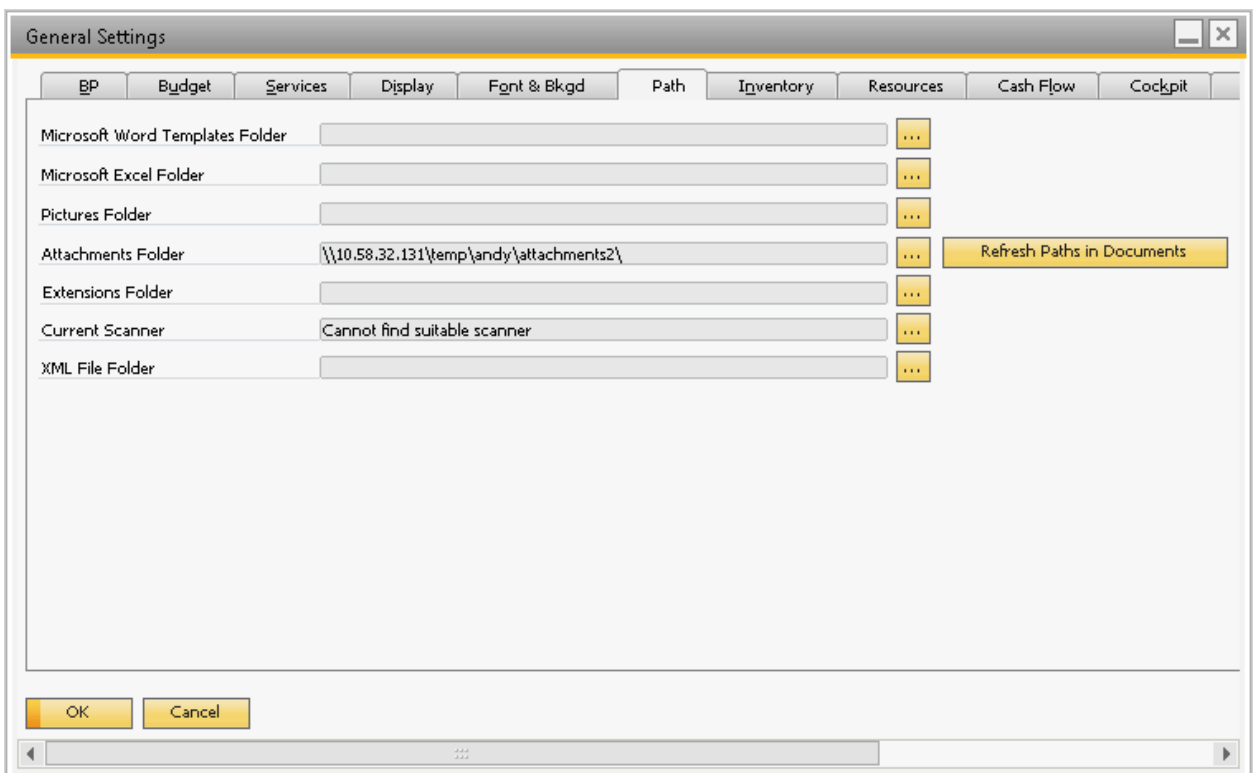 General Settings
BP Budget Services Display Font & Bkgd Path Inventory Resources Cash Flow Cockpit
Microsoft Word Templates Folder ...
Microsoft Excel Folder ...
Pictures Folder ...
Attachments Folder \\10.58.32.131\temp\andy\attachments2\ ... Refresh Paths in Documents
Extensions Folder ...
Current Scanner Cannot find suitable scanner ...
XML File Folder ...
OK Cancel